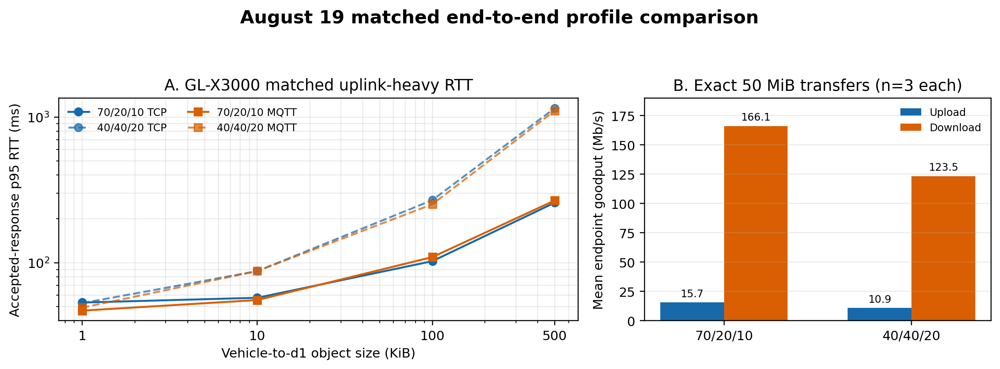 August 19 matched end-to-end profile comparison
A. GL-X3000 matched uplink-heavy RTT
Accepted-response p95 RTT (ms)
10³
10²
70/20/10 TCP
40/40/20 TCP
70/20/10 MQTT
40/40/20 MQTT
1
10
100
500
Vehicle-to-d1 object size (KiB)
B. Exact 50 MiB transfers (n=3 each)
Mean endpoint goodput (Mb/s)
175
150
125
100
75
50
25
0
Upload
Download
15.7
166.1
10.9
123.5
70/20/10
40/40/20